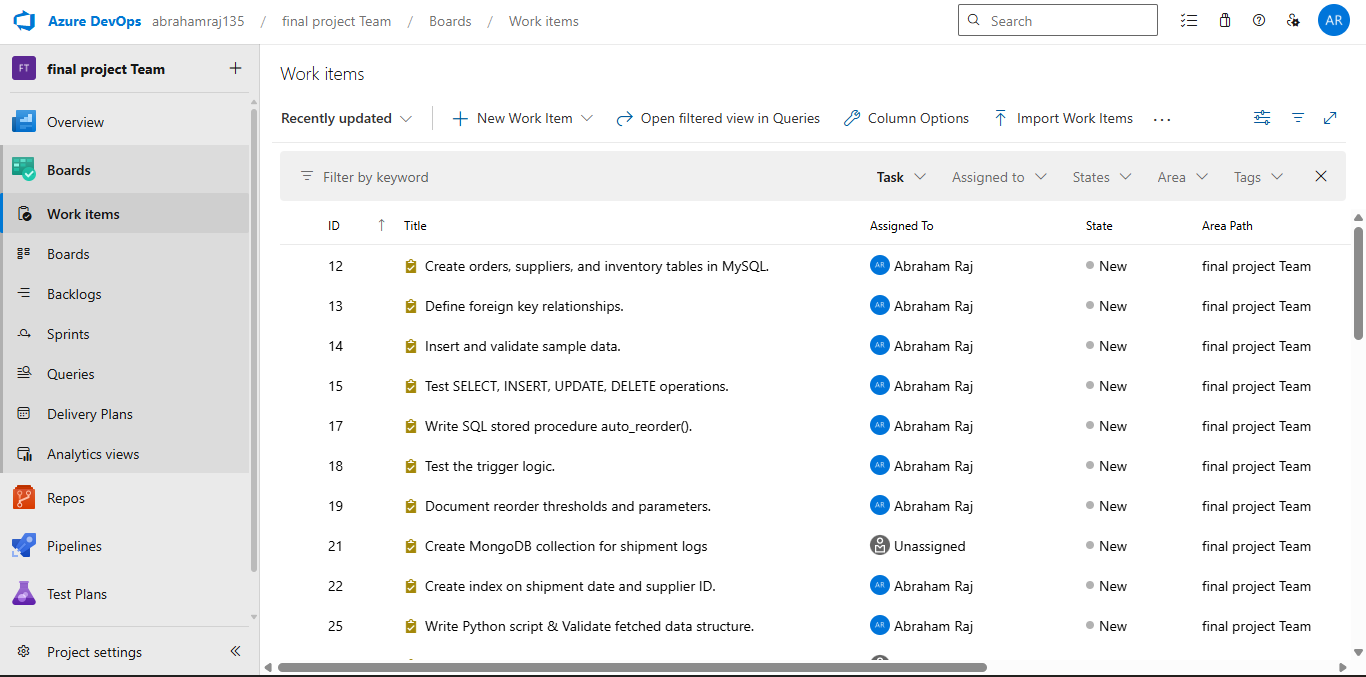 Azure DevOps abrahamraj135 / final project Team / Boards / Work items Search AR
FT final project Team
Overview
Boards
Work items
Boards
Backlogs
Sprints
Queries
Delivery Plans
Analytics views
Repos
Pipelines
Test Plans
Project settings
Work items
Recently updated New Work Item Open filtered view in Queries Column Options Import Work Items
Filter by keyword Task Assigned to States Area Tags
ID Title Assigned To State Area Path
12 Create orders, suppliers, and inventory tables in MySQL. AR Abraham Raj New final project Team
13 Define foreign key relationships. AR Abraham Raj New final project Team
14 Insert and validate sample data. AR Abraham Raj New final project Team
15 Test SELECT, INSERT, UPDATE, DELETE operations. AR Abraham Raj New final project Team
17 Write SQL stored procedure auto_reorder(). AR Abraham Raj New final project Team
18 Test the trigger logic. AR Abraham Raj New final project Team
19 Document reorder thresholds and parameters. AR Abraham Raj New final project Team
21 Create MongoDB collection for shipment logs Unassigned New final project Team
22 Create index on shipment date and supplier ID. AR Abraham Raj New final project Team
25 Write Python script & Validate fetched data structure. AR Abraham Raj New final project Team